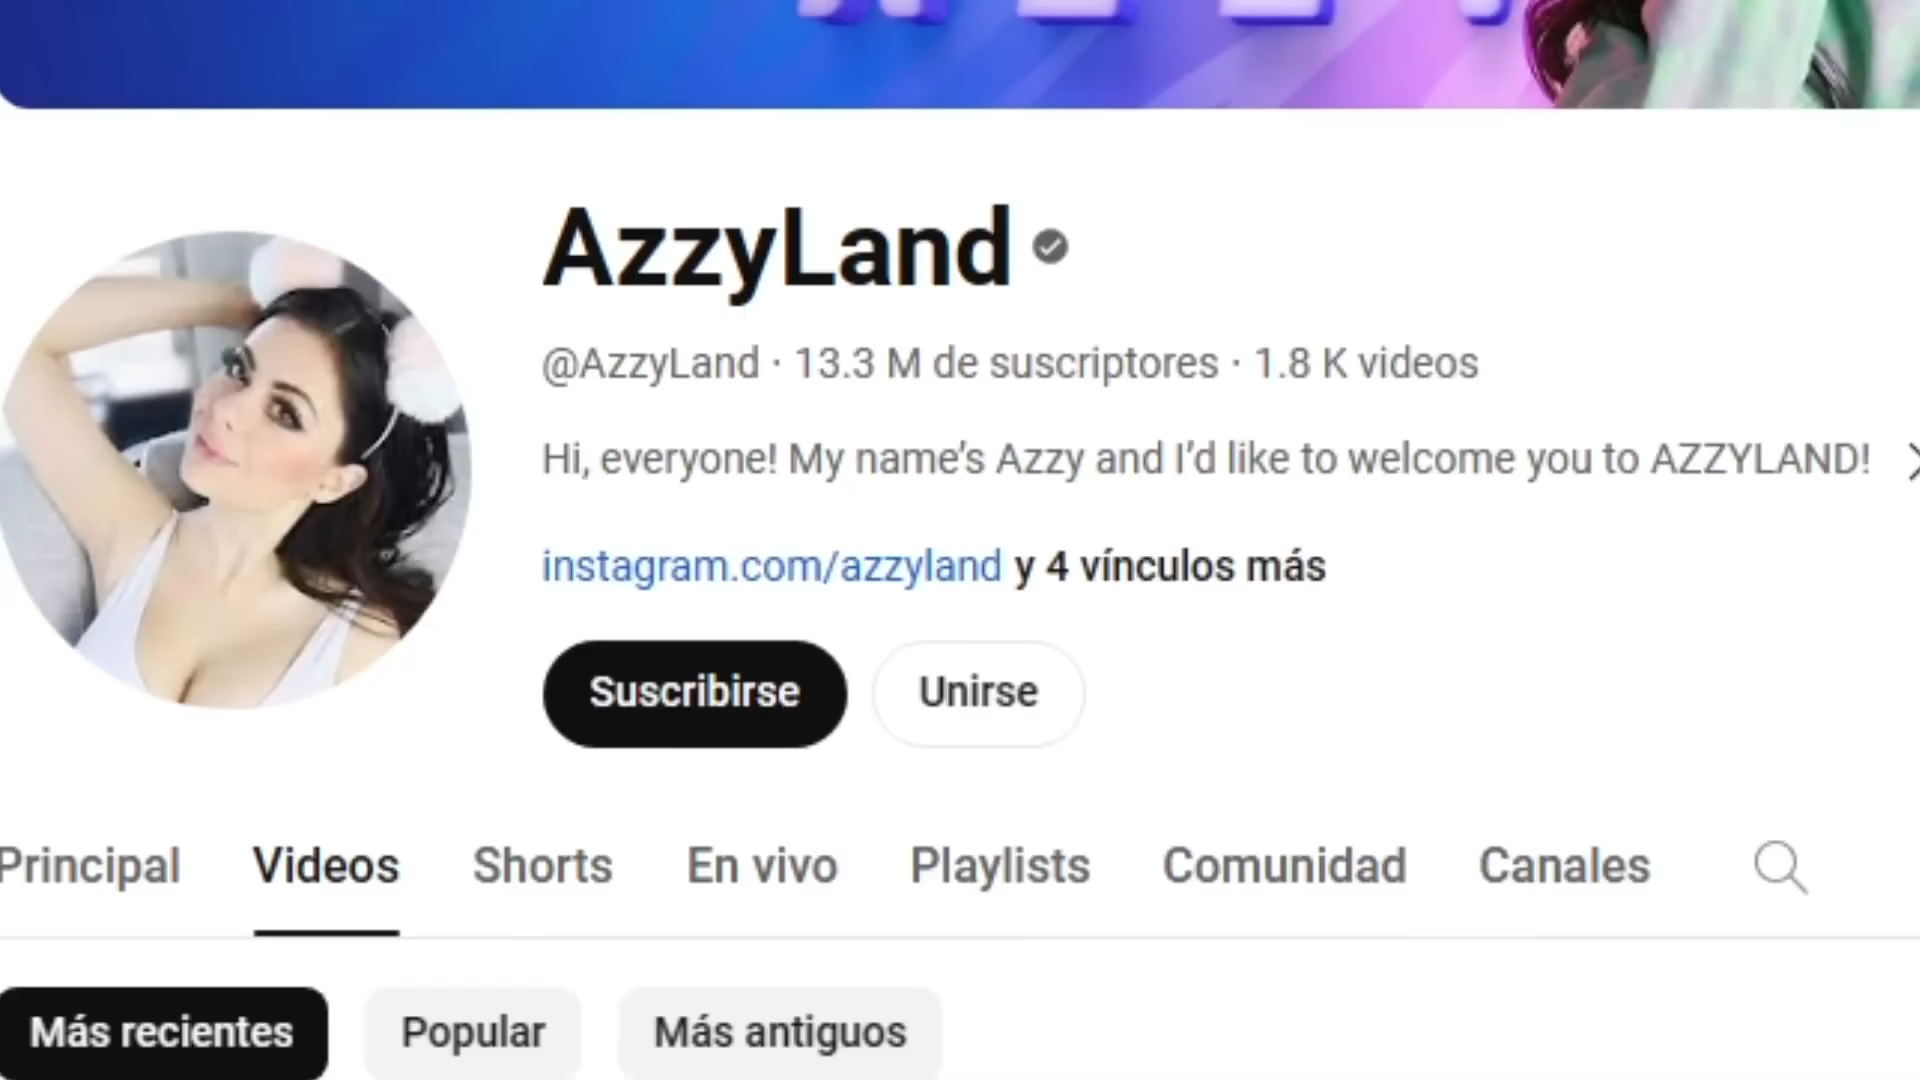 AzzyLand
@AzzyLand · 13.3 M de suscriptores · 1.8 K videos
Hi, everyone! My name’s Azzy and I’d like to welcome you to AZZYLAND!
instagram.com/azzyland y 4 vínculos más
Suscribirse Unirse
Principal Videos Shorts En vivo Playlists Comunidad Canales
Más recientes Popular Más antiguos